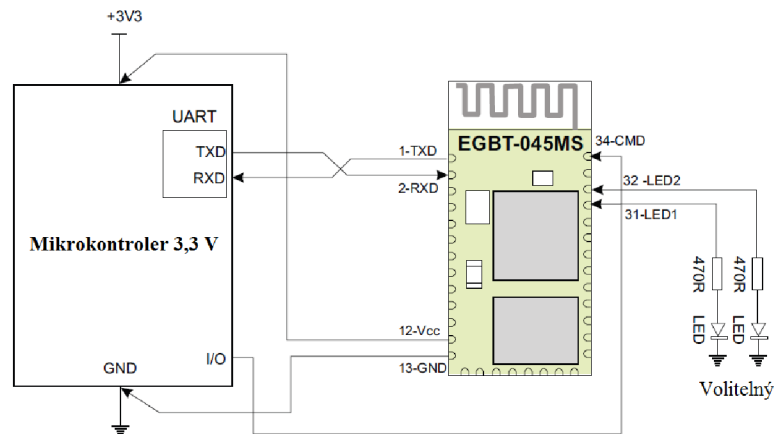 +3V3
UART
TXD
RXD
Mikrokontroler 3,3 V
I/O
GND
1-TXD
2-RXD
12-Vcc
13-GND
EGBT-045MS
34-CMD
32 -LED2
31-LED1
470R
470R
LED
LED
Volitelný